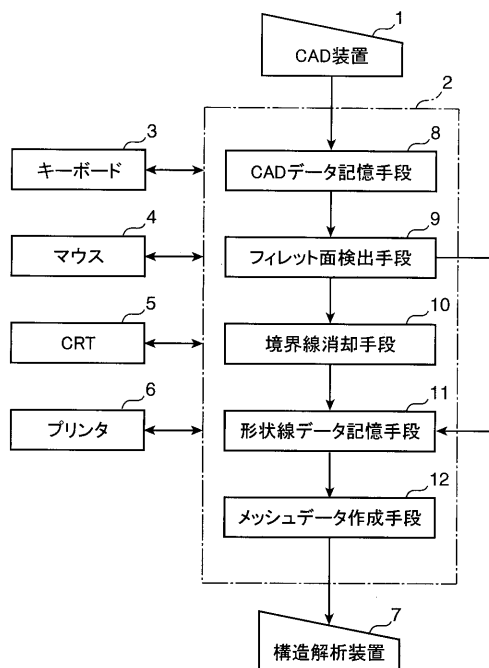 1
CAD装置
2
3
キーボード
8
CADデータ記憶手段
4
マウス
9
フィレット面検出手段
5
CRT
10
境界線消却手段
6
プリンタ
11
形状線データ記憶手段
12
メッシュデータ作成手段
7
構造解析装置